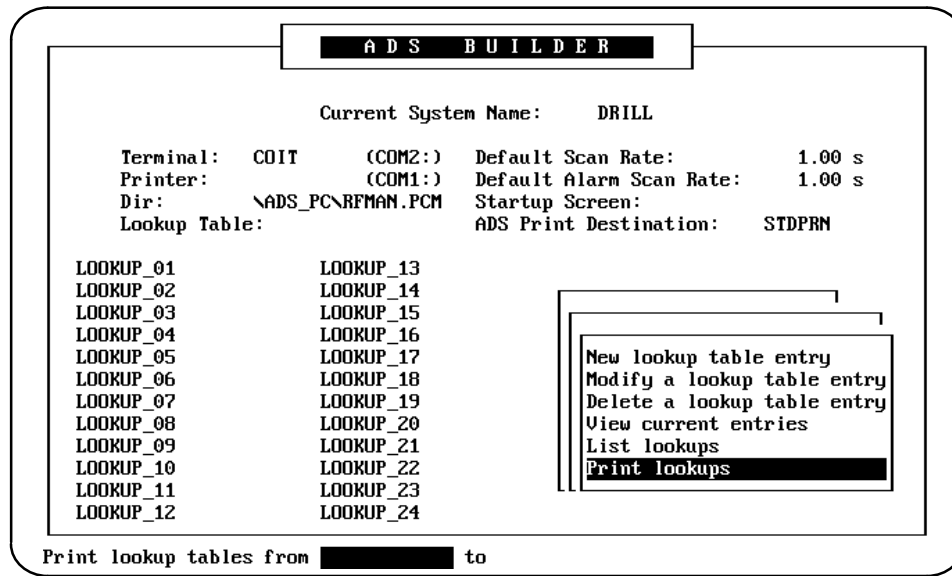 ADS BUILDER
Current System Name: DRILL
Terminal: COIT (COM2:) Default Scan Rate: 1.00 s
Printer: (COM1:) Default Alarm Scan Rate: 1.00 s
Dir: \ADS_PC\RFMAN.PCM Startup Screen:
Lookup Table: ADS Print Destination: STDPRN
LOOKUP_01 LOOKUP_13
LOOKUP_02 LOOKUP_14
LOOKUP_03 LOOKUP_15
LOOKUP_04 LOOKUP_16
LOOKUP_05 LOOKUP_17
LOOKUP_06 LOOKUP_18
LOOKUP_07 LOOKUP_19
LOOKUP_08 LOOKUP_20
LOOKUP_09 LOOKUP_21
LOOKUP_10 LOOKUP_22
LOOKUP_11 LOOKUP_23
LOOKUP_12 LOOKUP_24
New lookup table entry
Modify a lookup table entry
Delete a lookup table entry
View current entries
List lookups
Print lookups
Print lookup tables from to